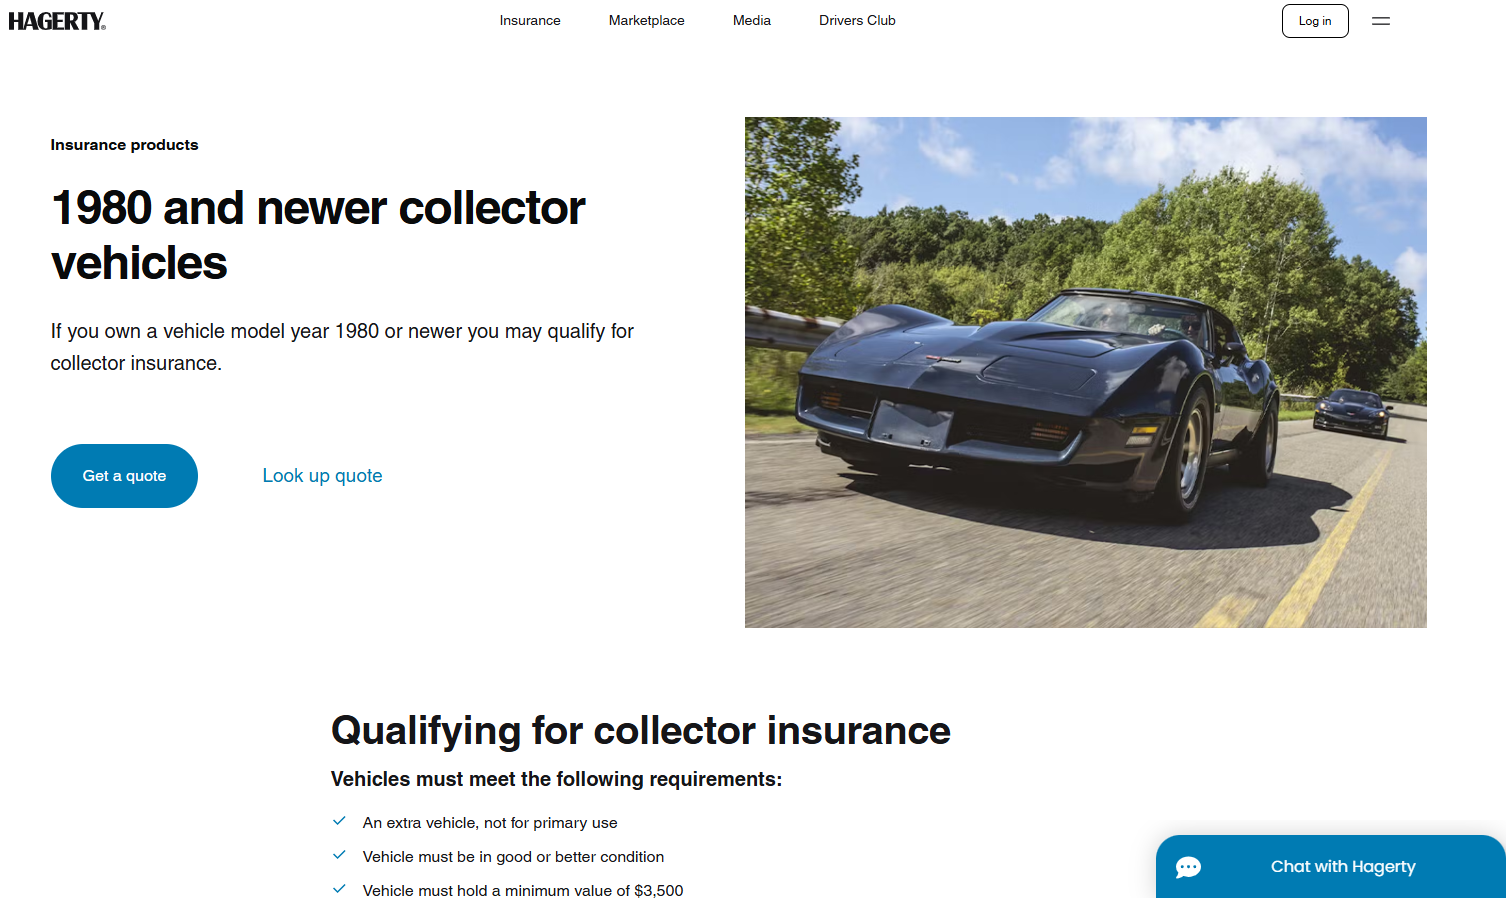 HAGERTY®
Insurance
Marketplace
Media
Drivers Club
Log in
Insurance products
1980 and newer collector
vehicles
If you own a vehicle model year 1980 or newer you may qualify for
collector insurance.
Get a quote
Look up quote
Qualifying for collector insurance
Vehicles must meet the following requirements:
An extra vehicle, not for primary use
Vehicle must be in good or better condition
Vehicle must hold a minimum value of $3,500
Chat with Hagerty